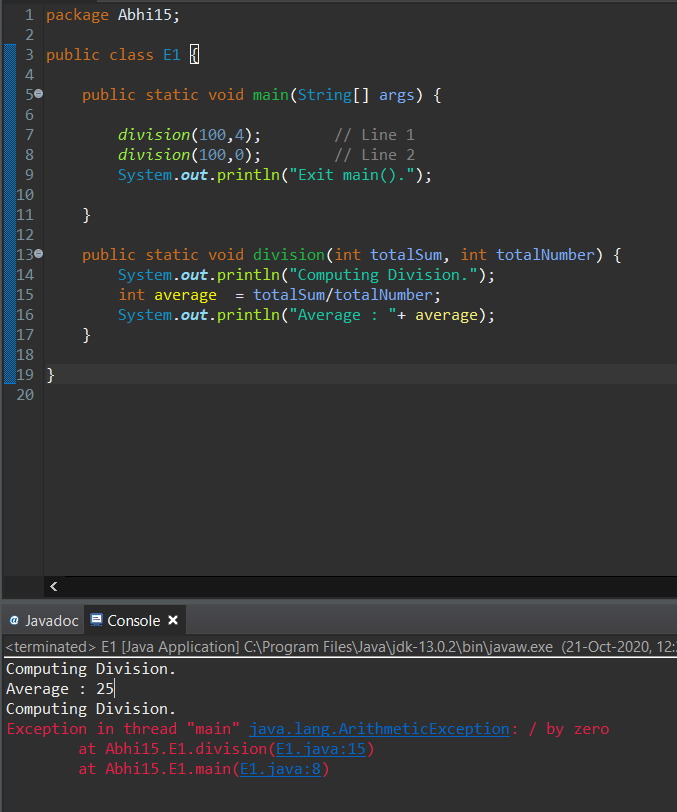 1 package Abhi15;
2
3 public class E1 {
4
5 public static void main(String[] args) {
6
7 division(100,4); // Line 1
8 division(100,0); // Line 2
9 System.out.println("Exit main().");
10
11 }
12
13 public static void division(int totalSum, int totalNumber) {
14 System.out.println("Computing Division.");
15 int average = totalSum/totalNumber;
16 System.out.println("Average : "+ average);
17 }
18
19 }
20
@ Javadoc Console
<terminated> E1 [Java Application] C:\Program Files\Java\jdk-13.0.2\bin\javaw.exe (21-Oct-2020, 12:
Computing Division.
Average : 25
Computing Division.
Exception in thread "main" java.lang.ArithmeticException: / by zero
at Abhi15.E1.division(E1.java:15)
at Abhi15.E1.main(E1.java:8)